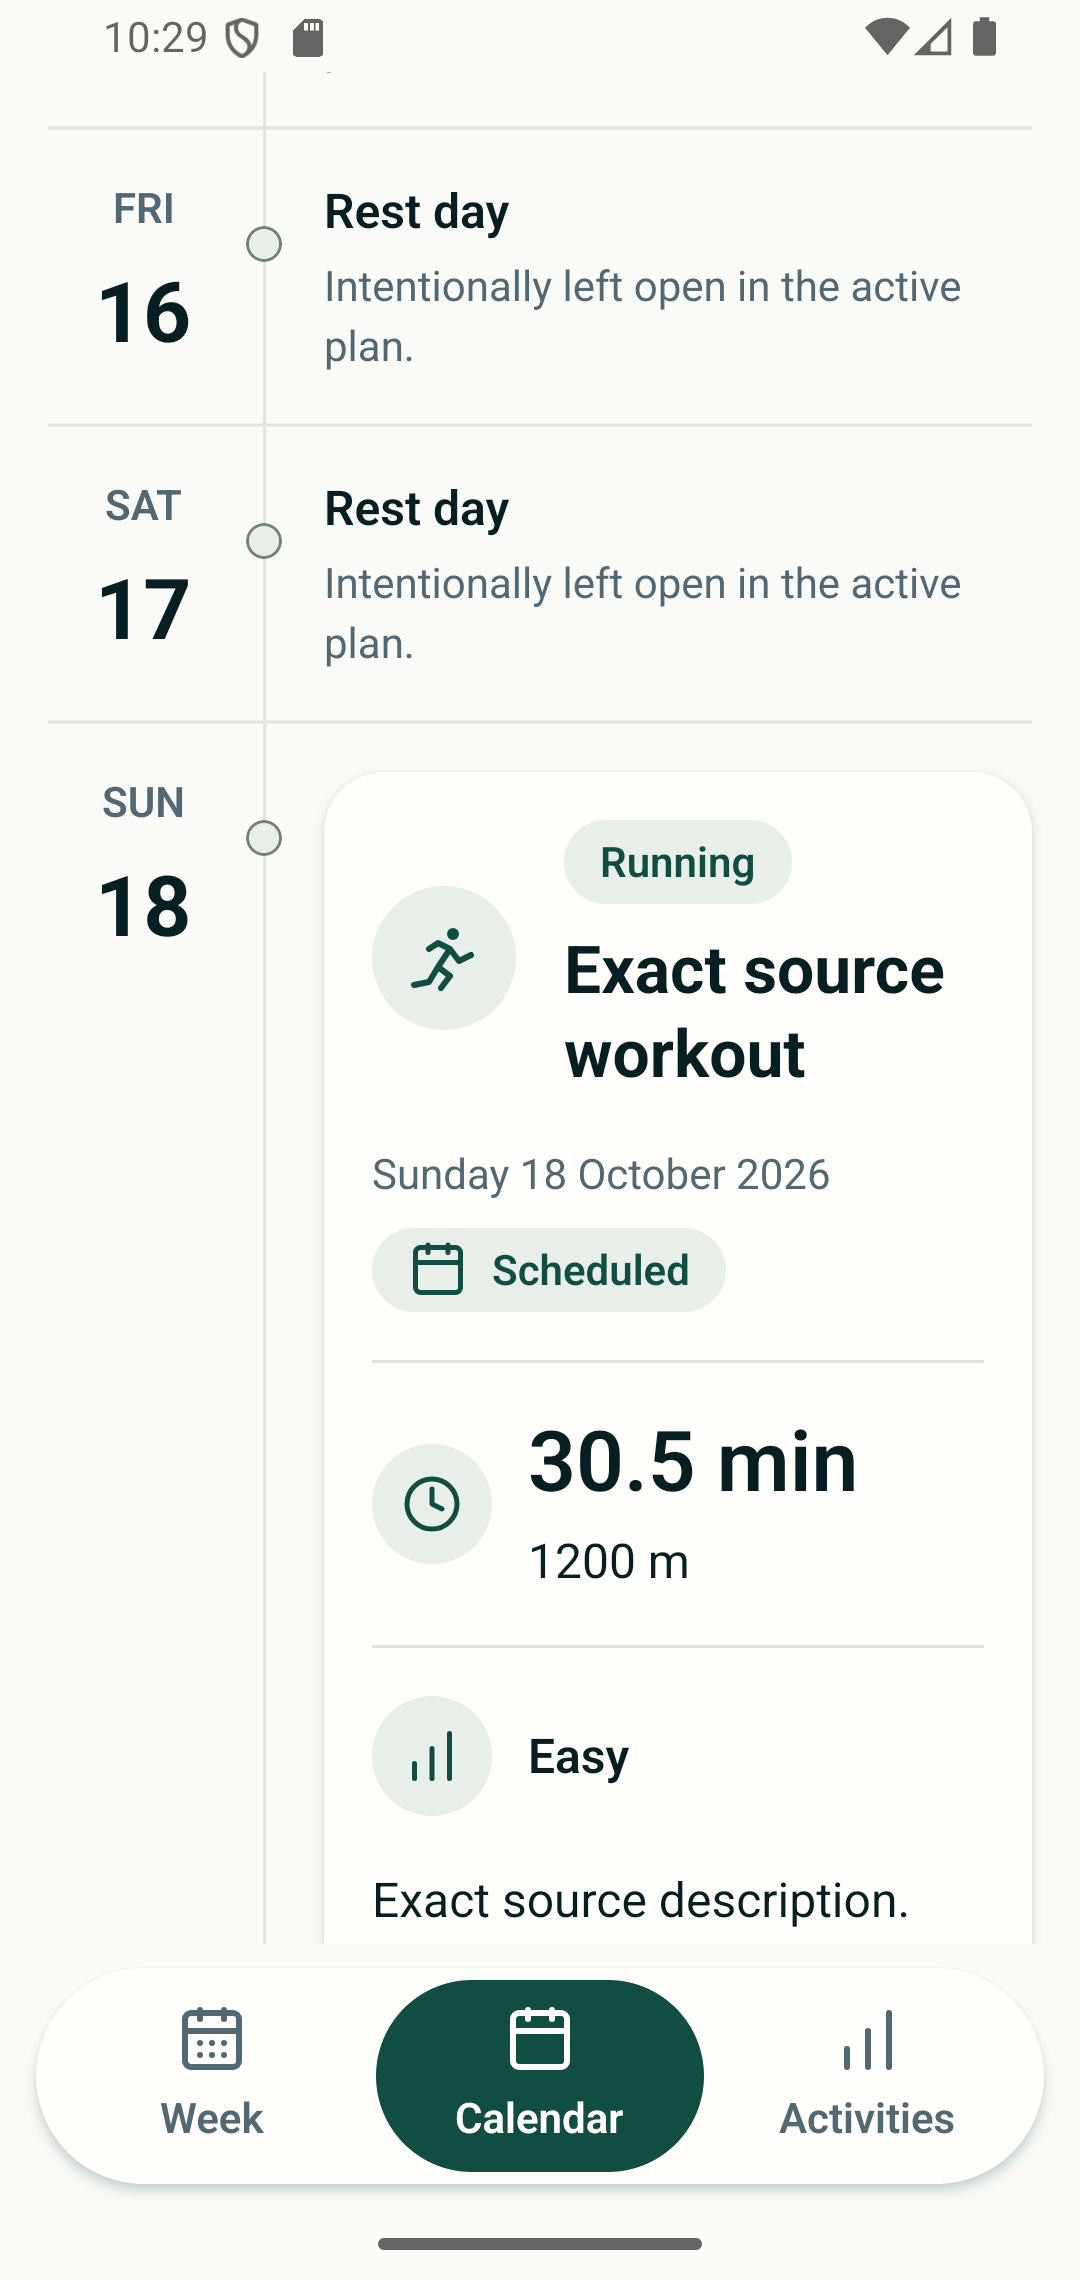 10:29
FRI
16
Rest day
Intentionally left open in the active
plan.
SAT
17
Rest day
Intentionally left open in the active
plan.
SUN
18
Running
Exact source
workout
Sunday 18 October 2026
Scheduled
30.5 min
1200 m
Easy
Exact source description.
Week
Calendar
Activities